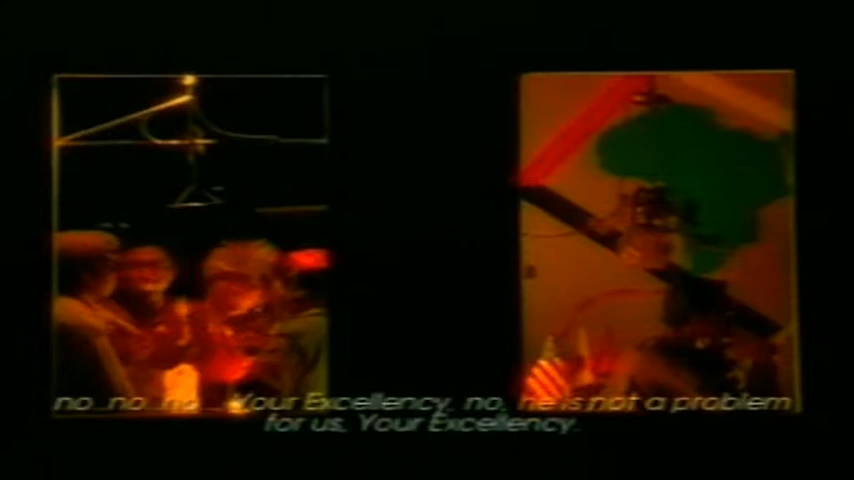 no...no...no... Your Excellency, no, he is not a problem
for us, Your Excellency.